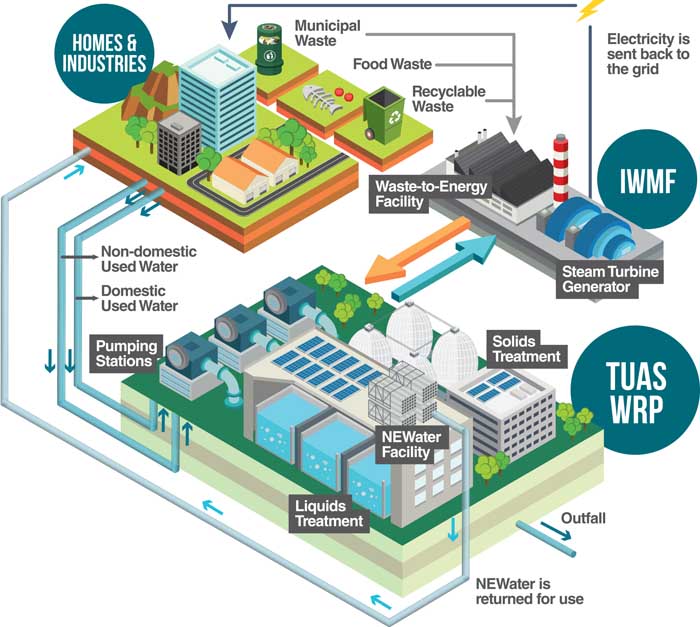 HOMES &
INDUSTRIES
Municipal
Waste
Food Waste
Recyclable
Waste
Electricity is
sent back to
the grid
IWMF
Waste-to-Energy
Facility
Steam Turbine
Generator
Non-domestic
Used Water
Domestic
Used Water
Pumping
Stations
Solids
Treatment
TUAS
WRP
NEWater
Facility
Liquids
Treatment
Outfall
NEWater is
returned for use